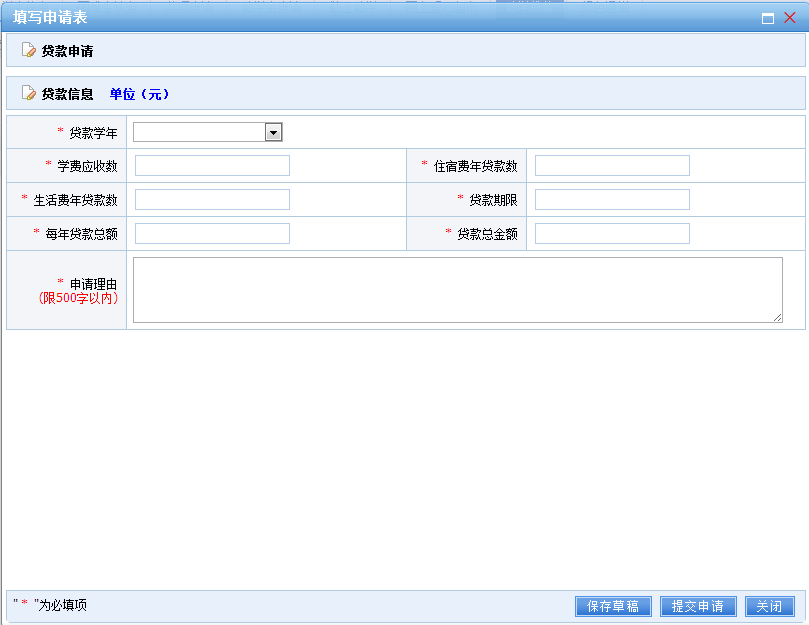 填写申请表
贷款申请
贷款信息 单位（元）
* 贷款学年
* 学费应收数 * 住宿费年贷款数
* 生活费年贷款数 * 贷款期限
* 每年贷款总额 * 贷款总金额
* 申请理由
(限500字以内)
" * "为必填项 保存草稿 提交申请 关闭